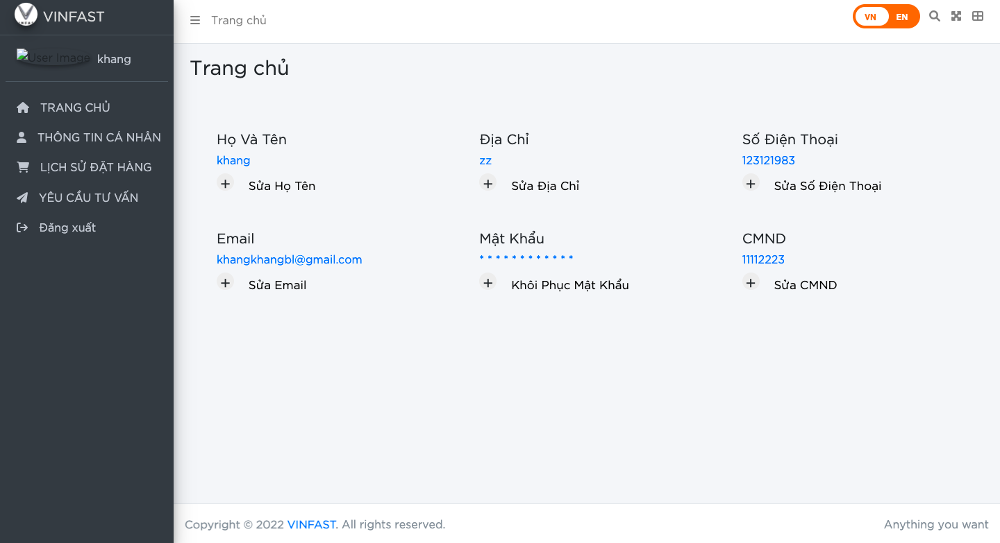 VINFAST
User Image khang
TRANG CHỦ
THÔNG TIN CÁ NHÂN
LỊCH SỬ ĐẶT HÀNG
YÊU CẦU TƯ VẤN
Đăng xuất
Trang chủ
VN EN
Trang chủ
Họ Và Tên
khang
+ Sửa Họ Tên
Địa Chỉ
zz
+ Sửa Địa Chỉ
Số Điện Thoại
123121983
+ Sửa Số Điện Thoại
Email
khangkhangbl@gmail.com
+ Sửa Email
Mật Khẩu
* * * * * * * * * * * *
+ Khôi Phục Mật Khẩu
CMND
11112223
+ Sửa CMND
Copyright © 2022 VINFAST. All rights reserved.
Anything you want